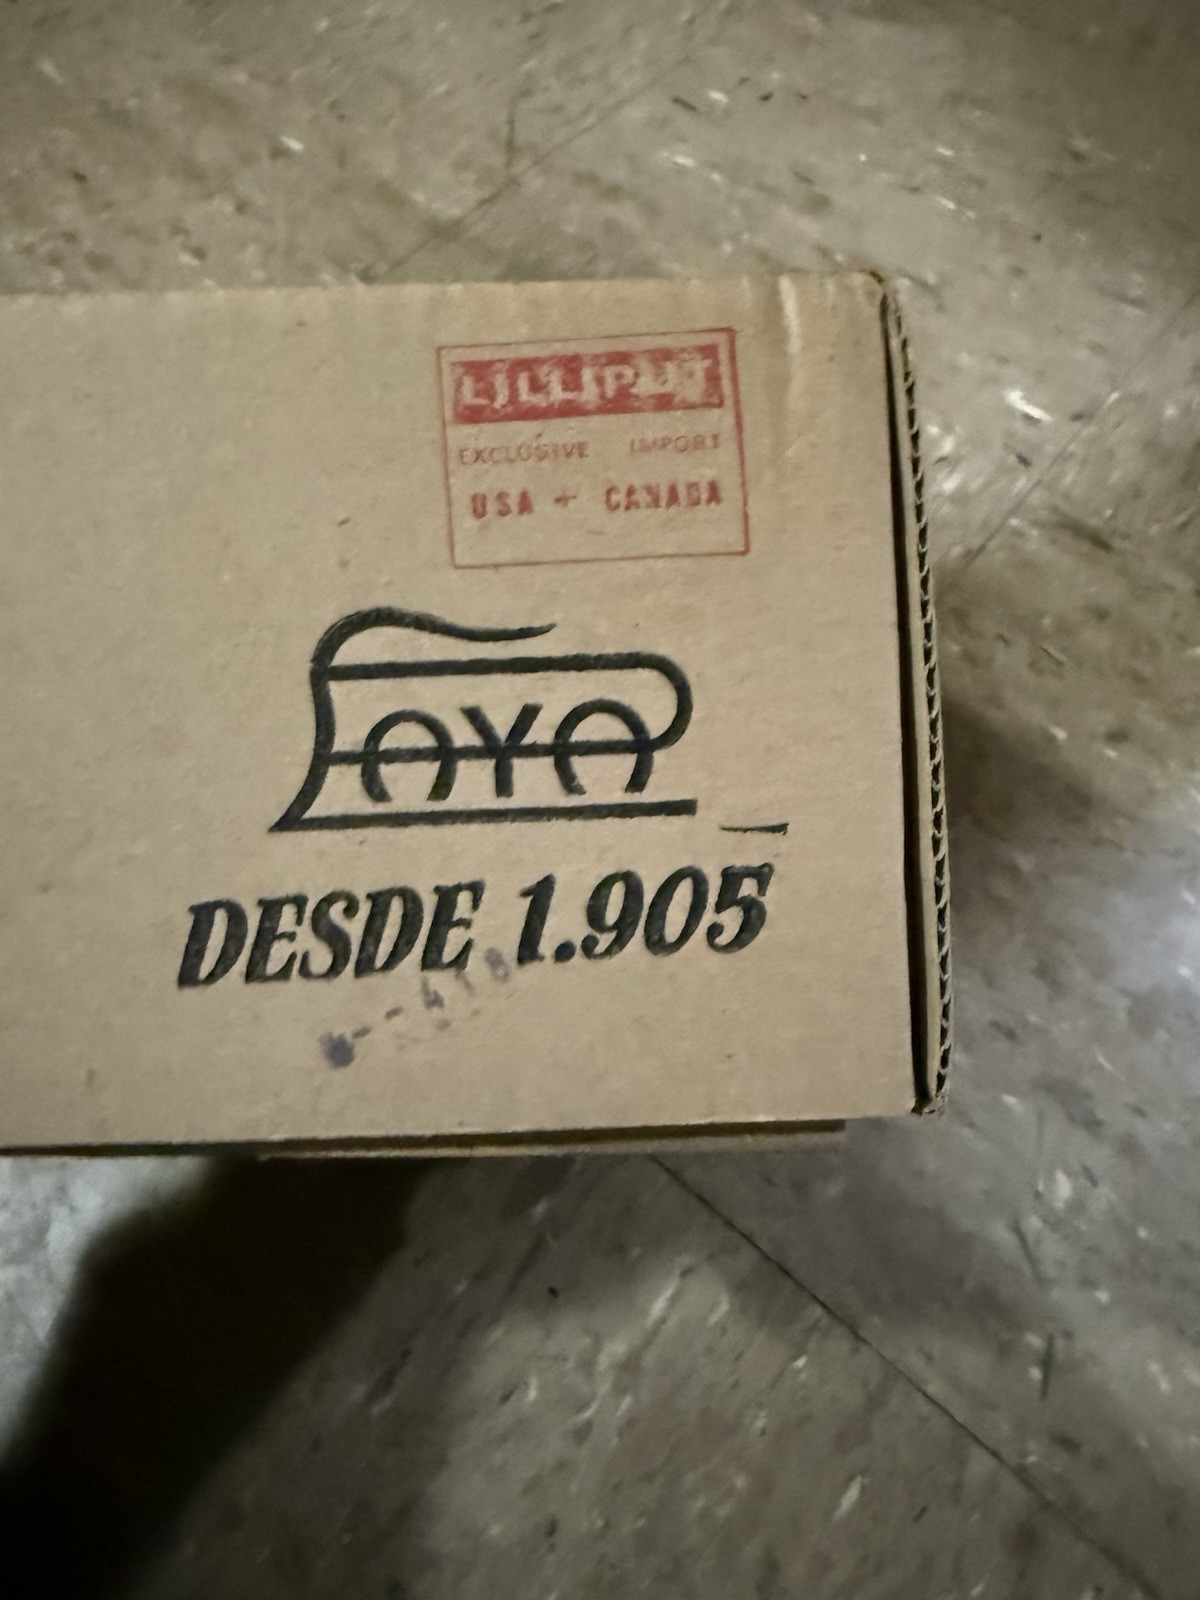 LILLIPUT
EXCLUSIVE IMPORT
USA + CANADA
PAYA
DESDE 1.905